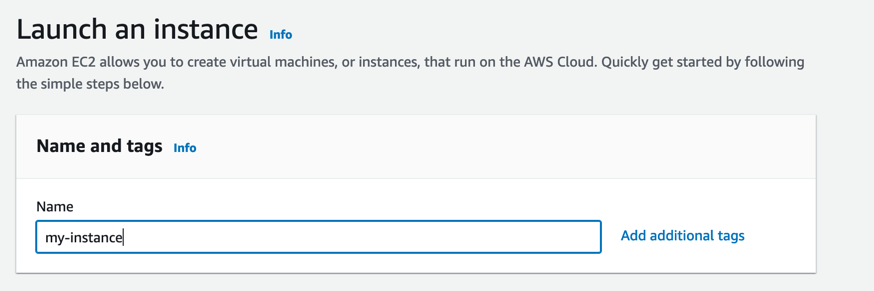 Launch an instance Info
Amazon EC2 allows you to create virtual machines, or instances, that run on the AWS Cloud. Quickly get started by following
the simple steps below.
Name and tags Info
Name
my-instance Add additional tags